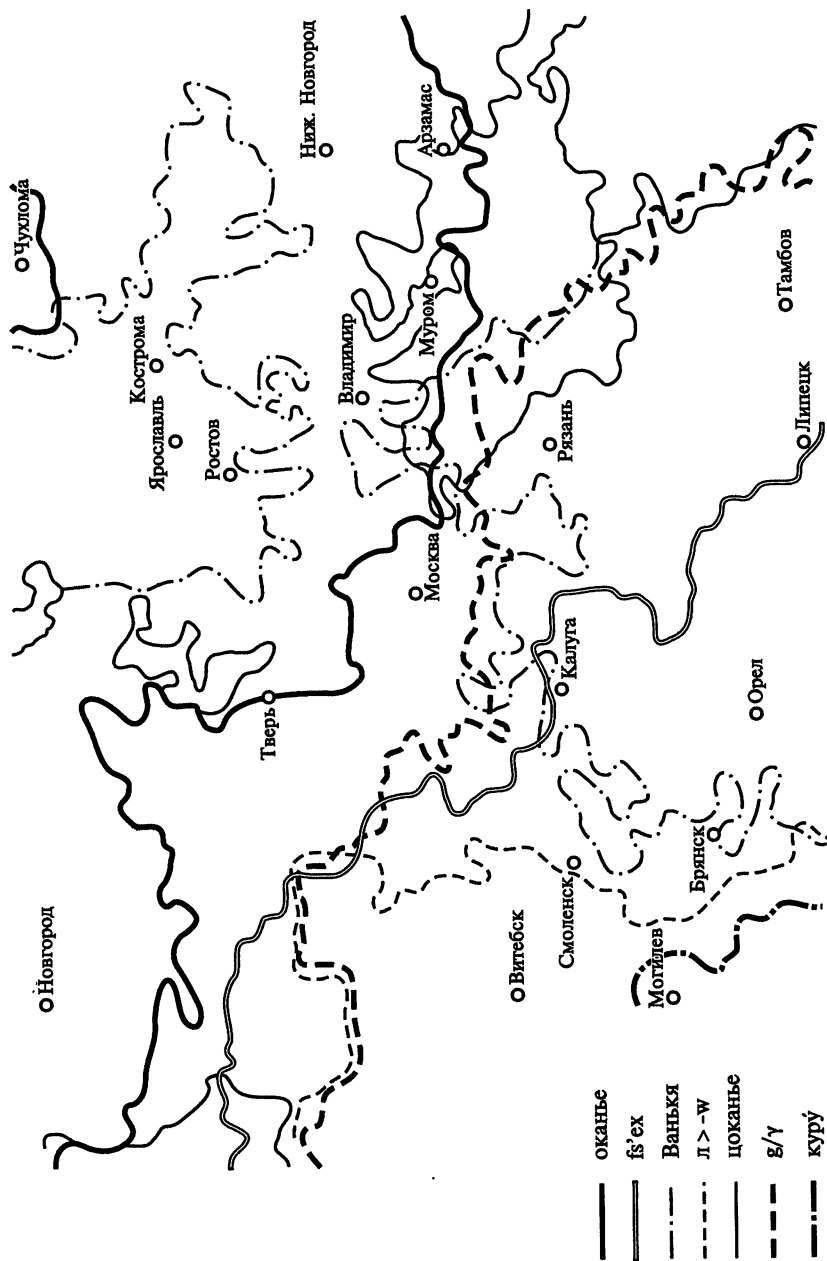 Чухлома́
Новгород
Кострома
Ярославль
Ниж. Новгород
Ростов
Тверь
Владимир
Москва
Муром
Арзамас
Витебск
Калуга
Рязань
Смоленск
Могилев
Брянск
Орел
Липецк
Тамбов
оканье
fs'ex
Ванькя
л > -w
цоканье
g/γ
куру́